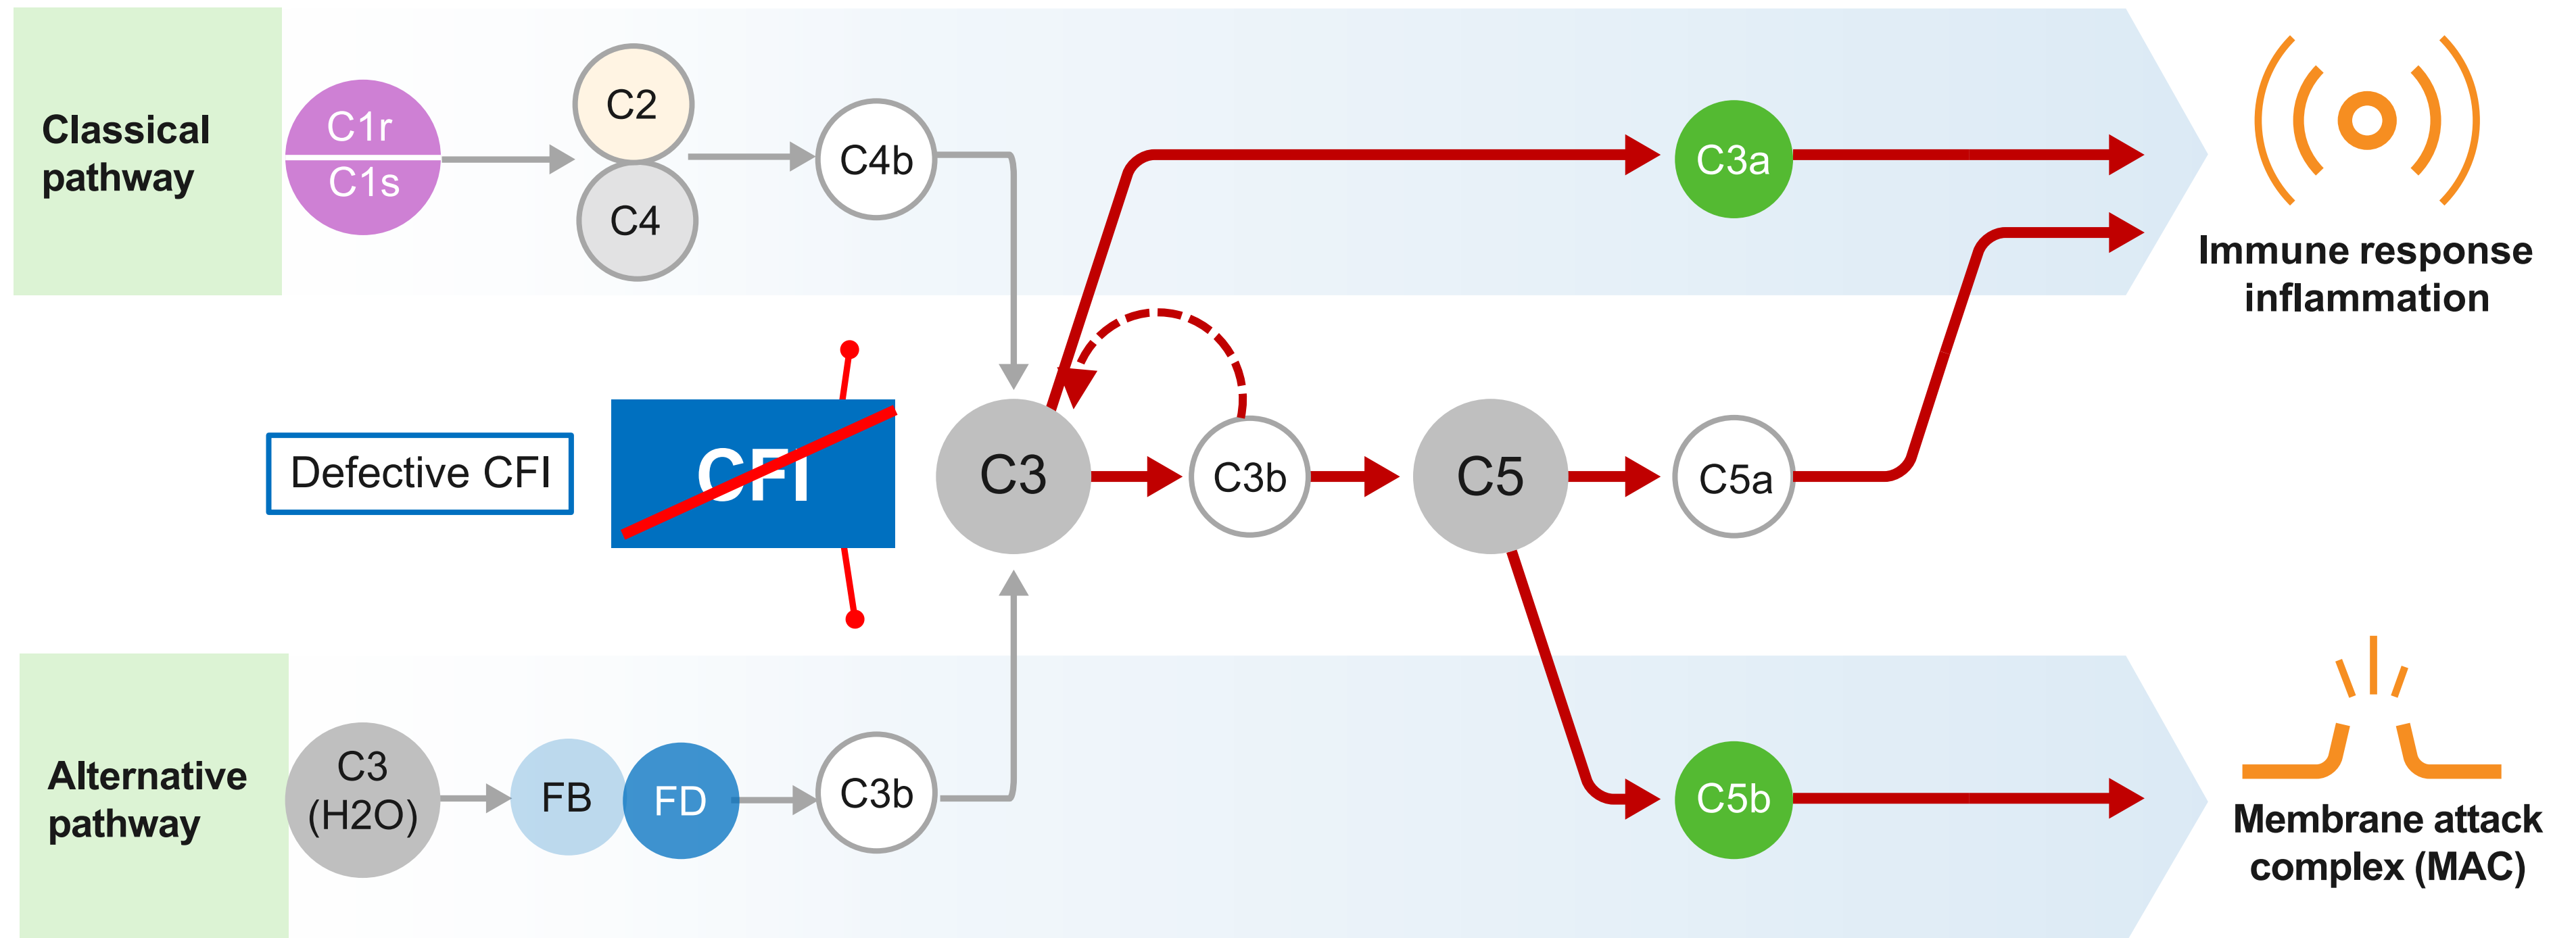 Classical
pathway
C1r
C1s
C2
C4
C4b
C3a
Immune response
inflammation
Defective CFI
CFI
C3
C3b
C5
C5a
Alternative
pathway
C3
(H2O)
FB
FD
C3b
C5b
Membrane attack
complex (MAC)